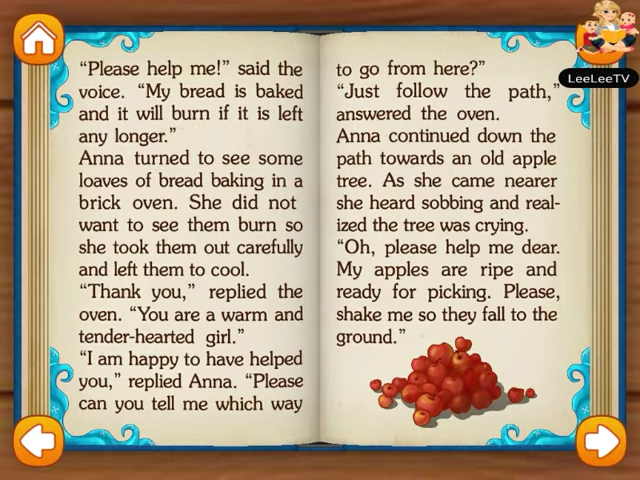 “Please help me!” said the
voice. “My bread is baked
and it will burn if it is left
any longer.”
Anna turned to see some
loaves of bread baking in a
brick oven. She did not
want to see them burn so
she took them out carefully
and left them to cool.
“Thank you,” replied the
oven. “You are a warm and
tender-hearted girl.”
“I am happy to have helped
you,” replied Anna. “Please
can you tell me which way
to go from here?”
“Just follow the path,”
answered the oven.
Anna continued down the
path towards an old apple
tree. As she came nearer
she heard sobbing and real-
ized the tree was crying.
“Oh, please help me dear.
My apples are ripe and
ready for picking. Please,
shake me so they fall to the
ground.”
LeeLeeTV